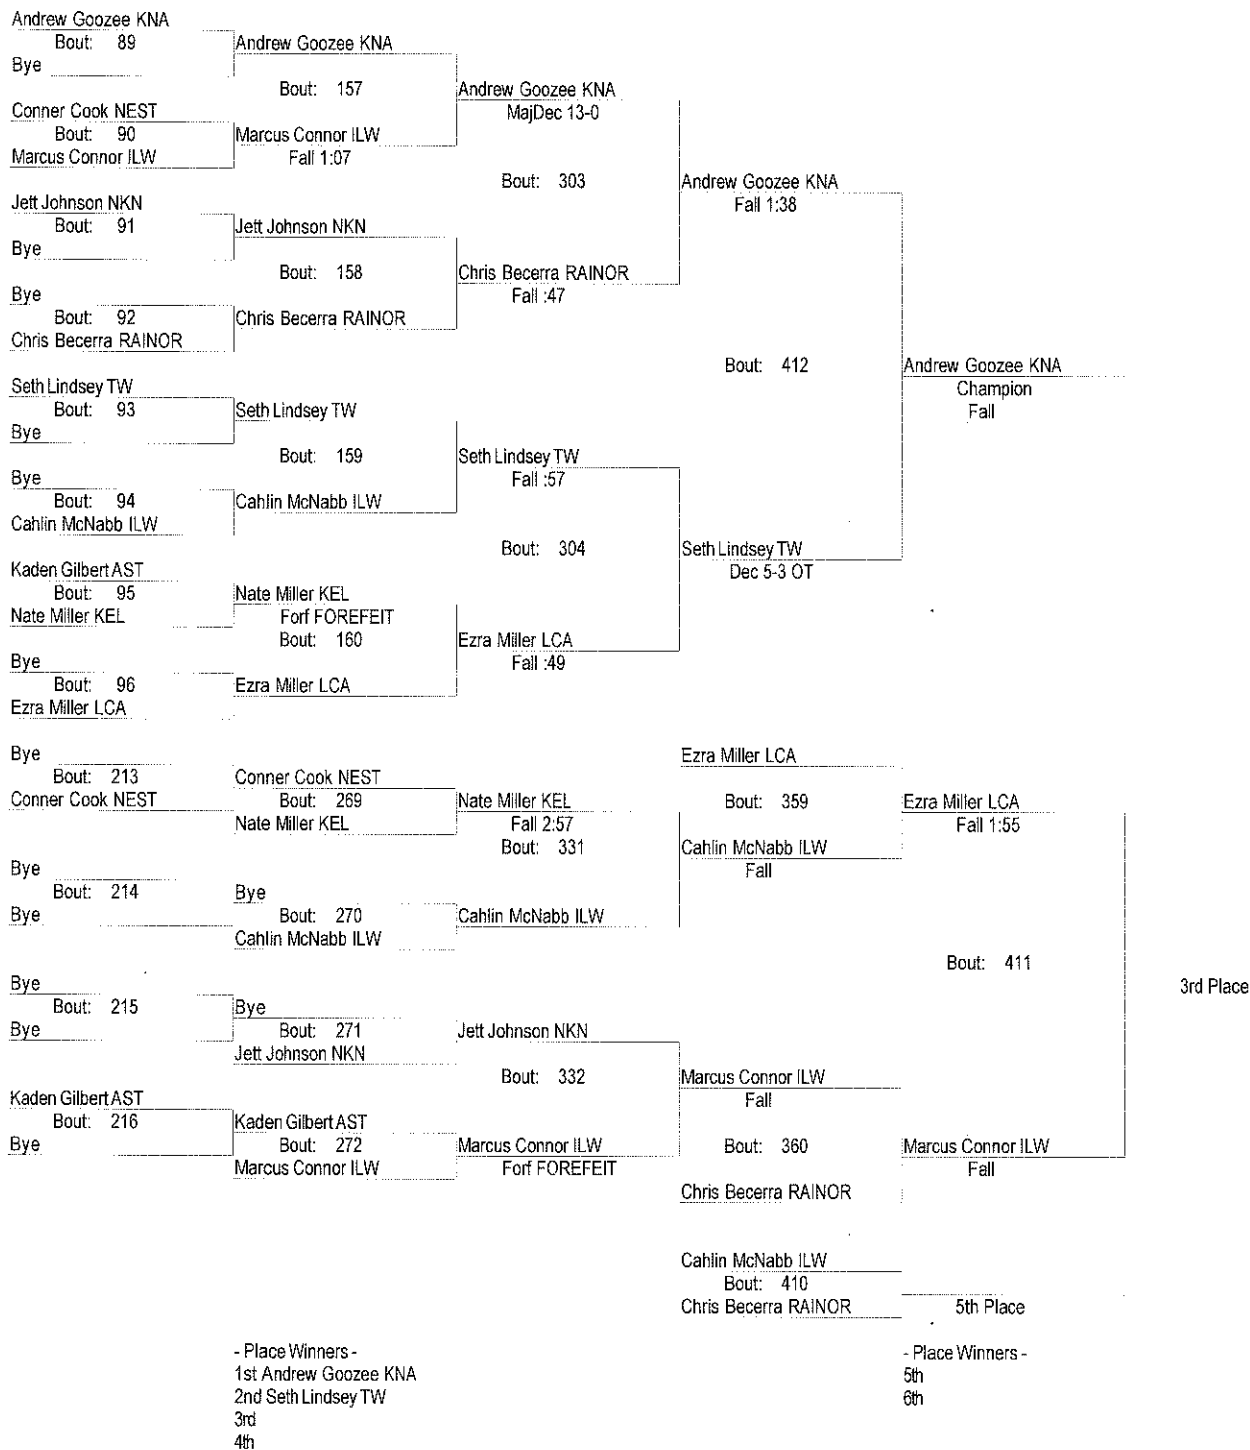 Andrew Goozee KNA
Bout: 89
Bye
Andrew Goozee KNA
Bout: 157
Conner Cook NEST
Bout: 90
Marcus Connor ILW
Marcus Connor ILW
Fall 1:07
Andrew Goozee KNA
MajDec 13-0
Bout: 303
Jett Johnson NKN
Bout: 91
Bye
Jett Johnson NKN
Bout: 158
Bye
Bout: 92
Chris Becerra RAINOR
Chris Becerra RAINOR
Chris Becerra RAINOR
Fall :47
Andrew Goozee KNA
Fall 1:38
Bout: 412
Seth Lindsey TW
Bout: 93
Bye
Seth Lindsey TW
Bout: 159
Bye
Bout: 94
Cahlin McNabb ILW
Cahlin McNabb ILW
Seth Lindsey TW
Fall :57
Bout: 304
Kaden Gilbert AST
Bout: 95
Nate Miller KEL
Nate Miller KEL
Forf FOREFEIT
Bout: 160
Bye
Bout: 96
Ezra Miller LCA
Ezra Miller LCA
Ezra Miller LCA
Fall :49
Seth Lindsey TW
Dec 5-3 OT
Andrew Goozee KNA
Champion
Fall
Bye
Bout: 213
Conner Cook NEST
Conner Cook NEST
Bout: 269
Nate Miller KEL
Nate Miller KEL
Fall 2:57
Bout: 331
Bye
Bout: 214
Bye
Bye
Bout: 270
Cahlin McNabb ILW
Cahlin McNabb ILW
Ezra Miller LCA
Bout: 359
Cahlin McNabb ILW
Fall
Ezra Miller LCA
Fall 1:55
Bout: 411
3rd Place
Bye
Bout: 215
Bye
Bye
Bout: 271
Jett Johnson NKN
Jett Johnson NKN
Bout: 332
Kaden Gilbert AST
Bout: 216
Bye
Kaden Gilbert AST
Bout: 272
Marcus Connor ILW
Marcus Connor ILW
Forf FOREFEIT
Marcus Connor ILW
Fall
Bout: 360
Chris Becerra RAINOR
Marcus Connor ILW
Fall
Cahlin McNabb ILW
Bout: 410
Chris Becerra RAINOR
5th Place
- Place Winners -
1st Andrew Goozee KNA
2nd Seth Lindsey TW
3rd
4th
- Place Winners -
5th
6th